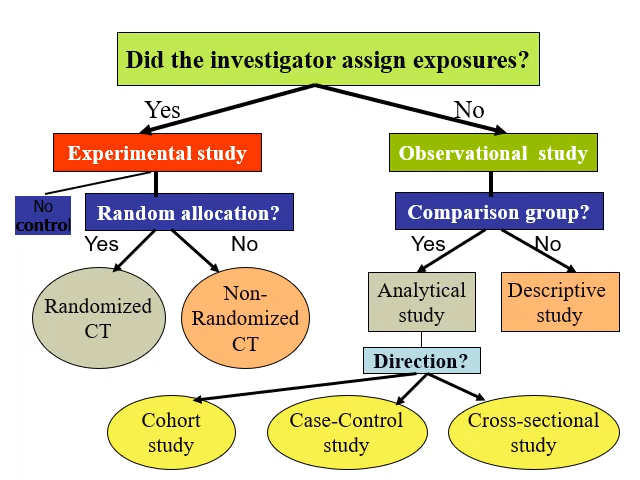 Did the investigator assign exposures?
Yes
No
Experimental study
Observational study
No
control
Random allocation?
Comparison group?
Yes
No
Yes
No
Randomized
CT
Non-
Randomized
CT
Analytical
study
Descriptive
study
Direction?
Cohort
study
Case-Control
study
Cross-sectional
study